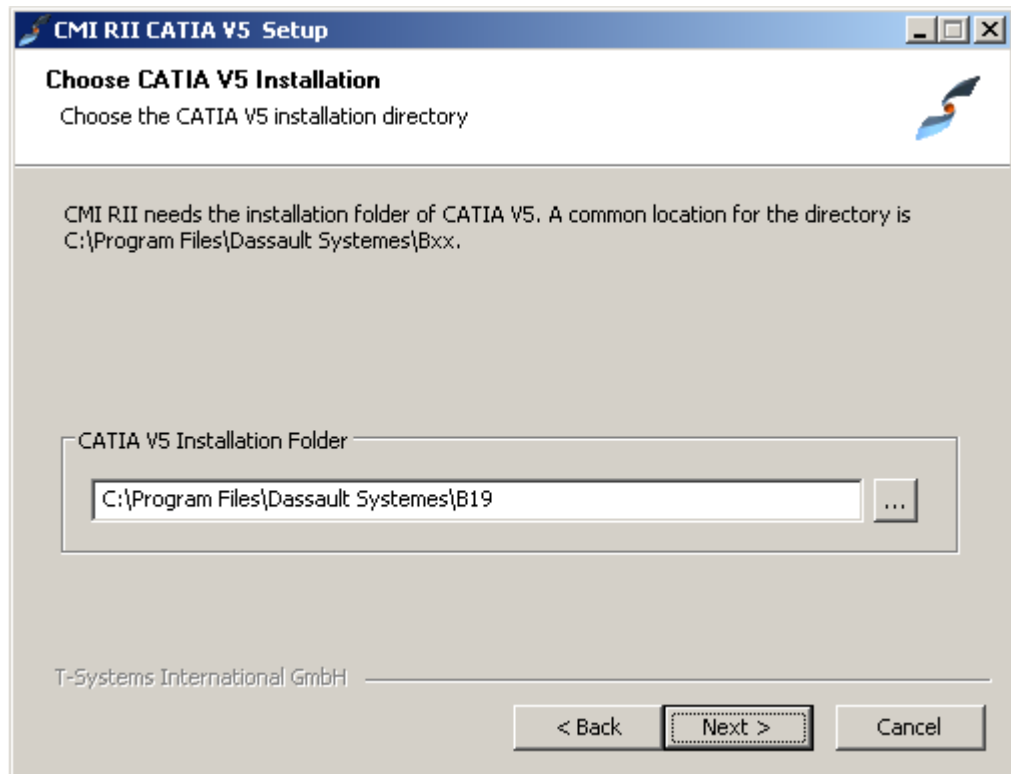 CMI RII CATIA V5 Setup
Choose CATIA V5 Installation
Choose the CATIA V5 installation directory
CMI RII needs the installation folder of CATIA V5. A common location for the directory is
C:\Program Files\Dassault Systemes\Bxx.
CATIA V5 Installation Folder
C:\Program Files\Dassault Systemes\B19
...
T-Systems International GmbH
< Back Next > Cancel